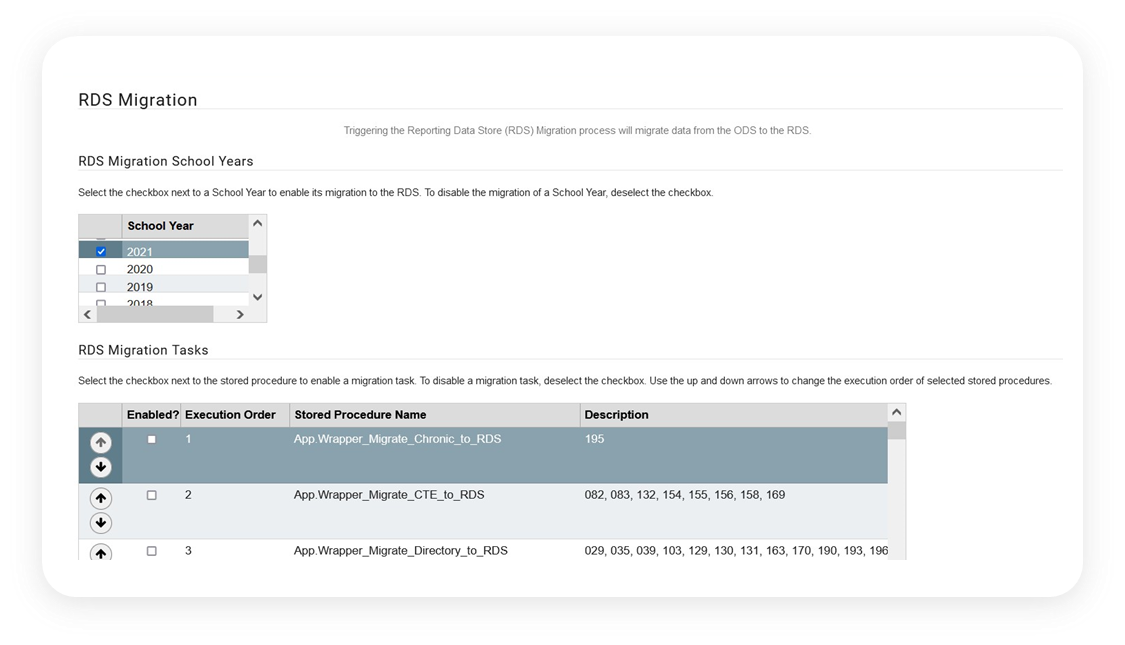 RDS Migration
Triggering the Reporting Data Store (RDS) Migration process will migrate data from the ODS to the RDS.
RDS Migration School Years
Select the checkbox next to a School Year to enable its migration to the RDS. To disable the migration of a School Year, deselect the checkbox.
School Year
2021
2020
2019
2018
RDS Migration Tasks
Select the checkbox next to the stored procedure to enable a migration task. To disable a migration task, deselect the checkbox. Use the up and down arrows to change the execution order of selected stored procedures.
Enabled? Execution Order Stored Procedure Name Description
1 App.Wrapper_Migrate_Chronic_to_RDS 195
2 App.Wrapper_Migrate_CTE_to_RDS 082, 083, 132, 154, 155, 156, 158, 169
3 App.Wrapper_Migrate_Directory_to_RDS 029, 035, 039, 103, 129, 130, 131, 163, 170, 190, 193, 196